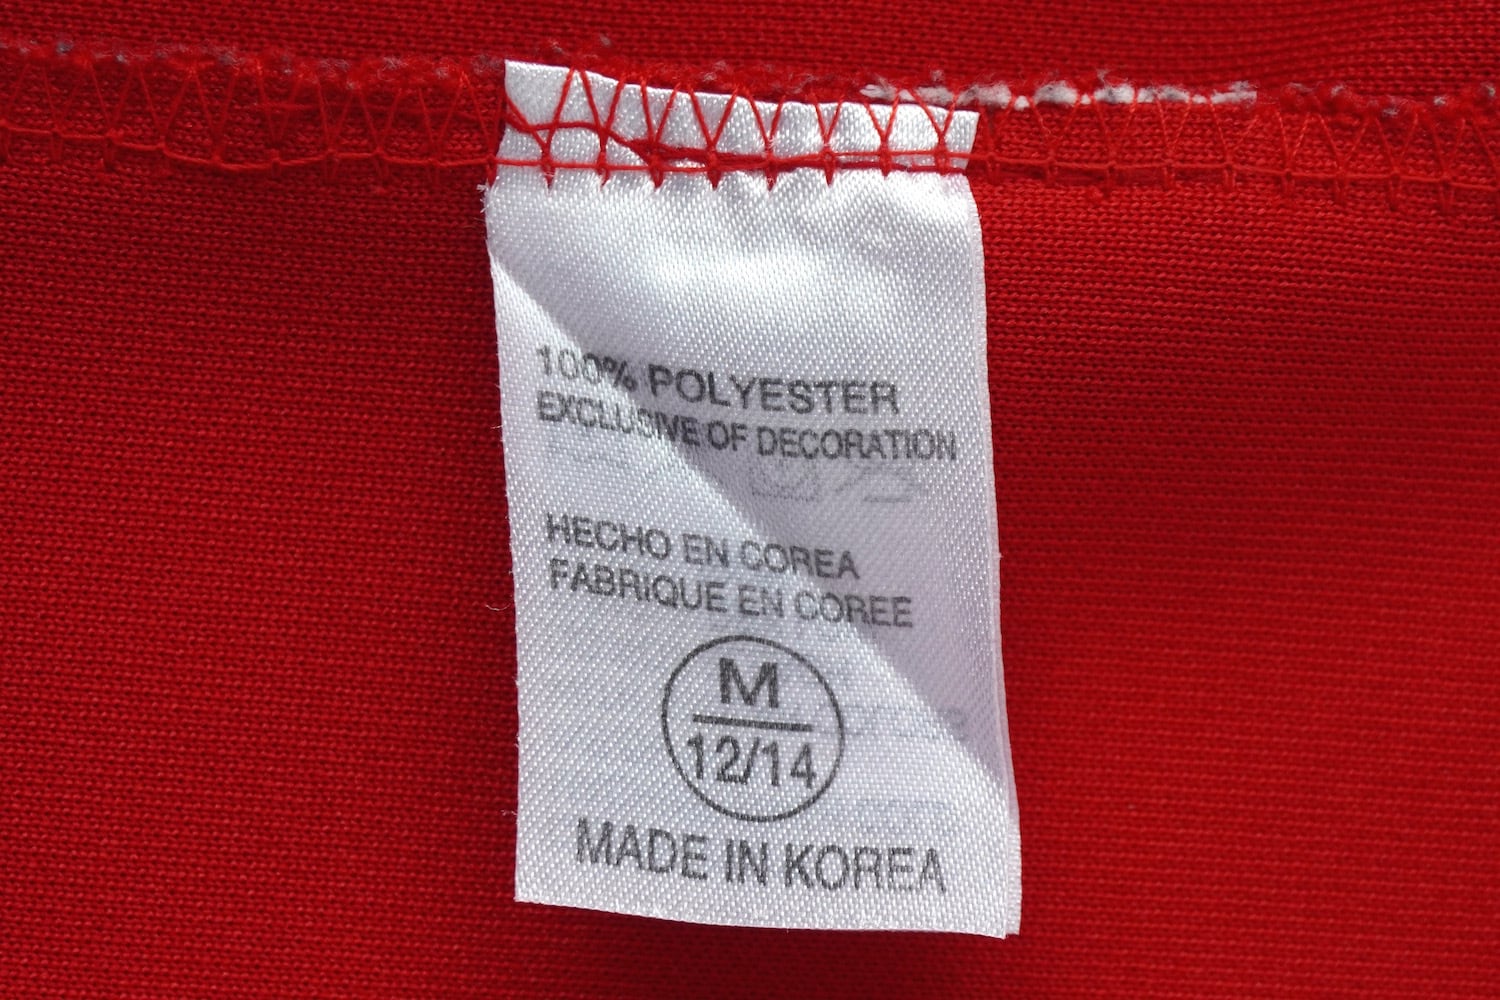 100% POLYESTER
EXCLUSIVE OF DECORATION
HECHO EN COREA
FABRIQUE EN COREE
M
12/14
MADE IN KOREA